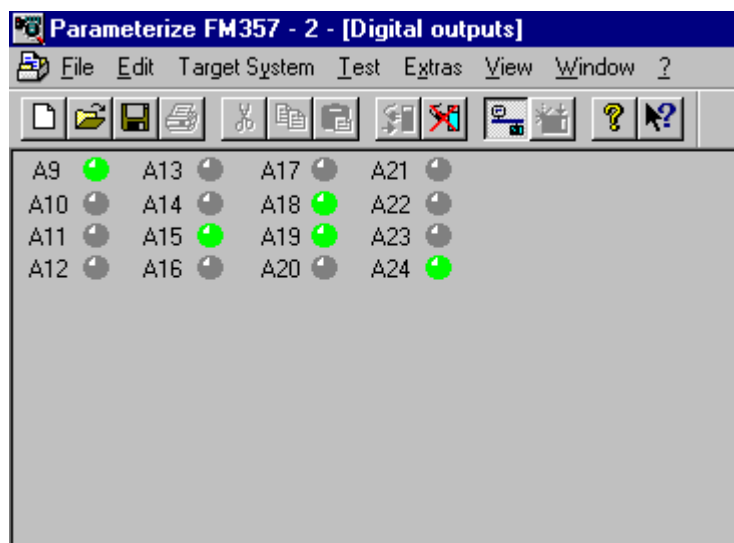 Parameterize FM357 - 2 - [Digital outputs]
File Edit Target System Test Extras View Window ?
A9 A13 A17 A21
A10 A14 A18 A22
A11 A15 A19 A23
A12 A16 A20 A24